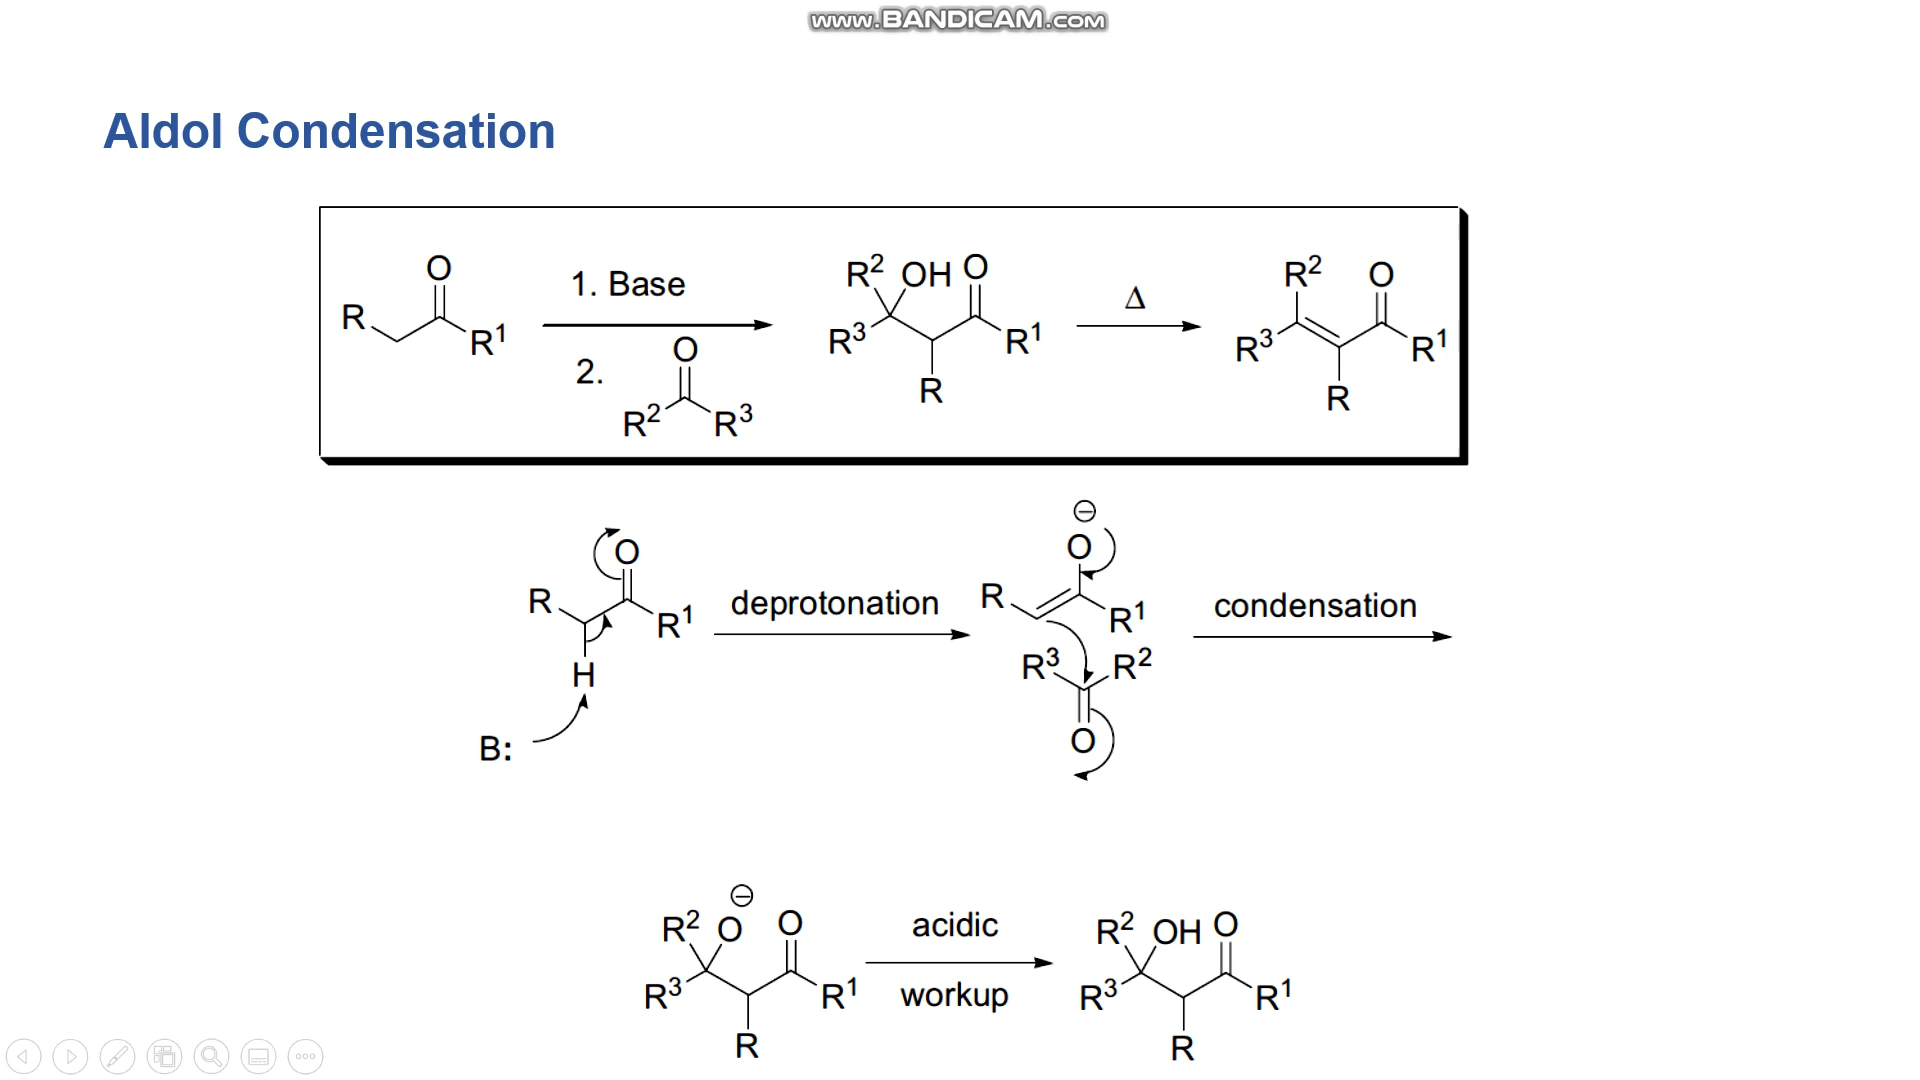 www.BANDICAM.com
Aldol Condensation
O
R
R¹
1. Base
2.
O
R² R³
R² OH O
R³ R¹
R
Δ
R² O
R³ R¹
R
O
R
R¹
H
B:
deprotonation
⊖
O
R
R¹
R³ R²
O
condensation
⊖
R² O O
R³ R¹
R
acidic
workup
R² OH O
R³ R¹
R